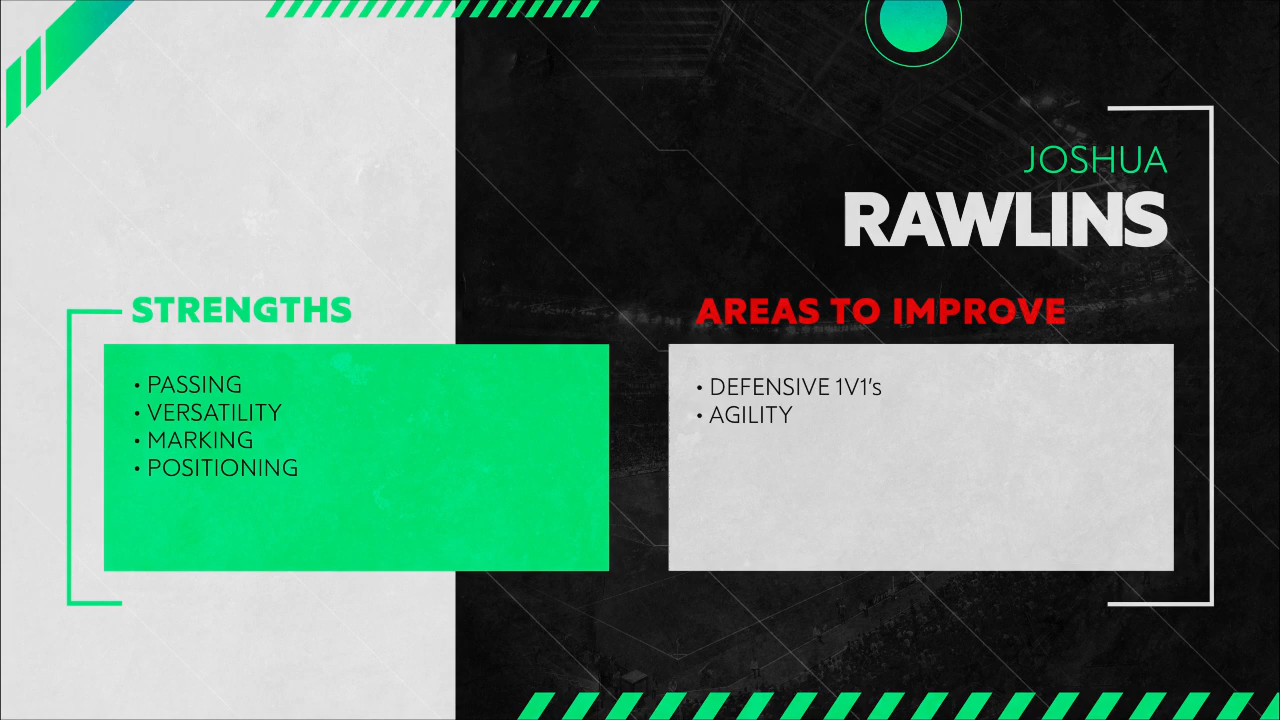 JOSHUA
RAWLINS
STRENGTHS
• PASSING
• VERSATILITY
• MARKING
• POSITIONING
AREAS TO IMPROVE
• DEFENSIVE 1V1's
• AGILITY